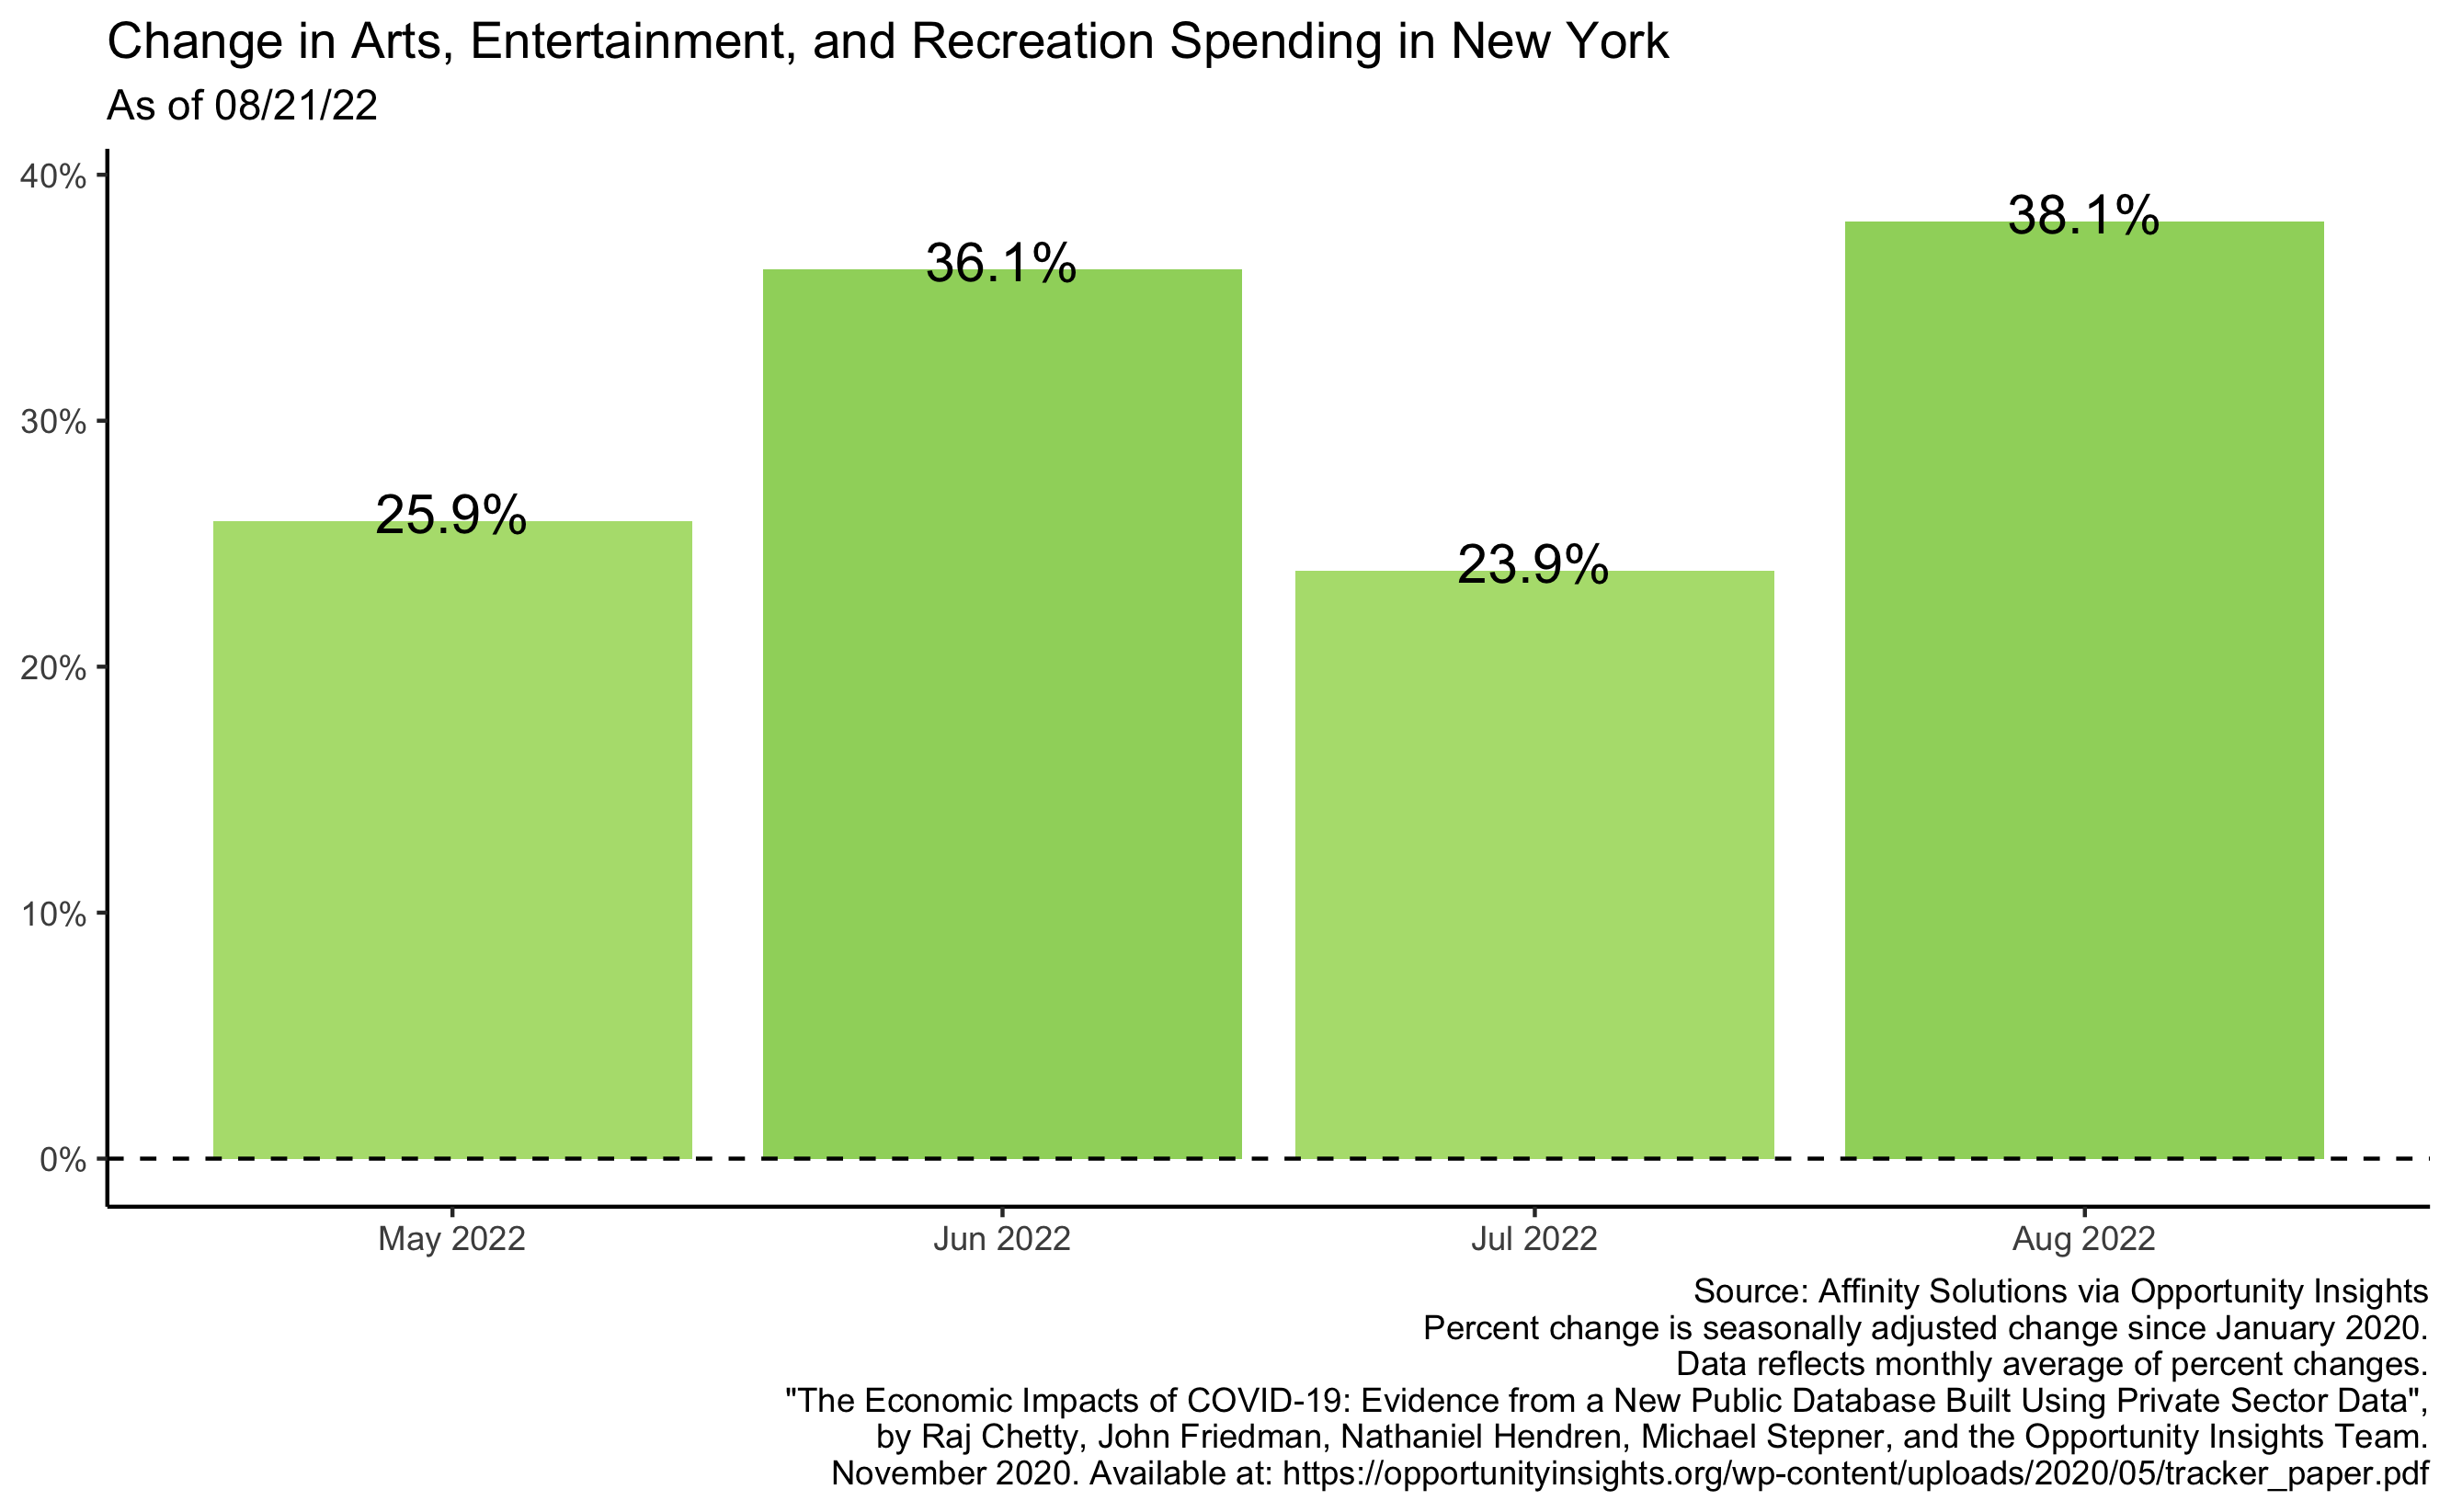 Change in Arts, Entertainment, and Recreation Spending in New York
As of 08/21/22
40%
30%
20%
10%
0%
25.9%
36.1%
23.9%
38.1%
May 2022
Jun 2022
Jul 2022
Aug 2022
Source: Affinity Solutions via Opportunity Insights
Percent change is seasonally adjusted change since January 2020.
Data reflects monthly average of percent changes.
"The Economic Impacts of COVID-19: Evidence from a New Public Database Built Using Private Sector Data",
by Raj Chetty, John Friedman, Nathaniel Hendren, Michael Stepner, and the Opportunity Insights Team.
November 2020. Available at: https://opportunityinsights.org/wp-content/uploads/2020/05/tracker_paper.pdf